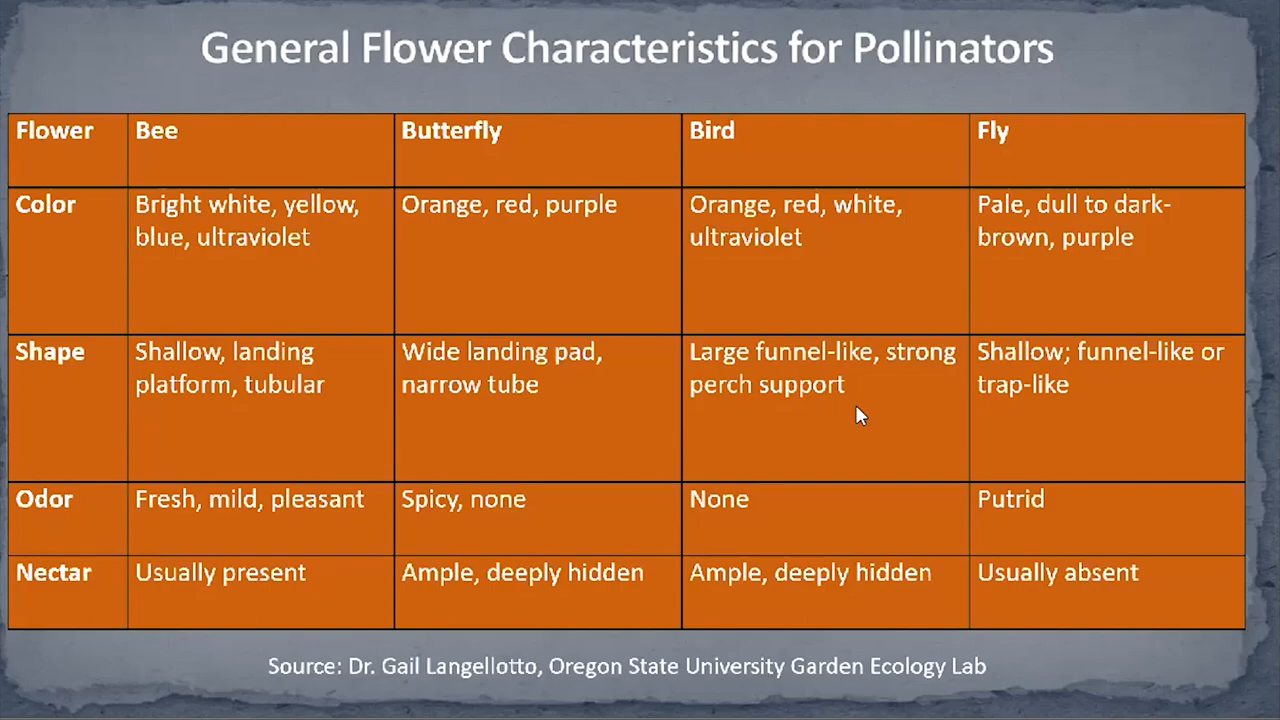 General Flower Characteristics for Pollinators
Flower Bee Butterfly Bird Fly
Color Bright white, yellow, blue, ultraviolet Orange, red, purple Orange, red, white, ultraviolet Pale, dull to dark-brown, purple
Shape Shallow, landing platform, tubular Wide landing pad, narrow tube Large funnel-like, strong perch support Shallow; funnel-like or trap-like
Odor Fresh, mild, pleasant Spicy, none None Putrid
Nectar Usually present Ample, deeply hidden Ample, deeply hidden Usually absent
Source: Dr. Gail Langellotto, Oregon State University Garden Ecology Lab